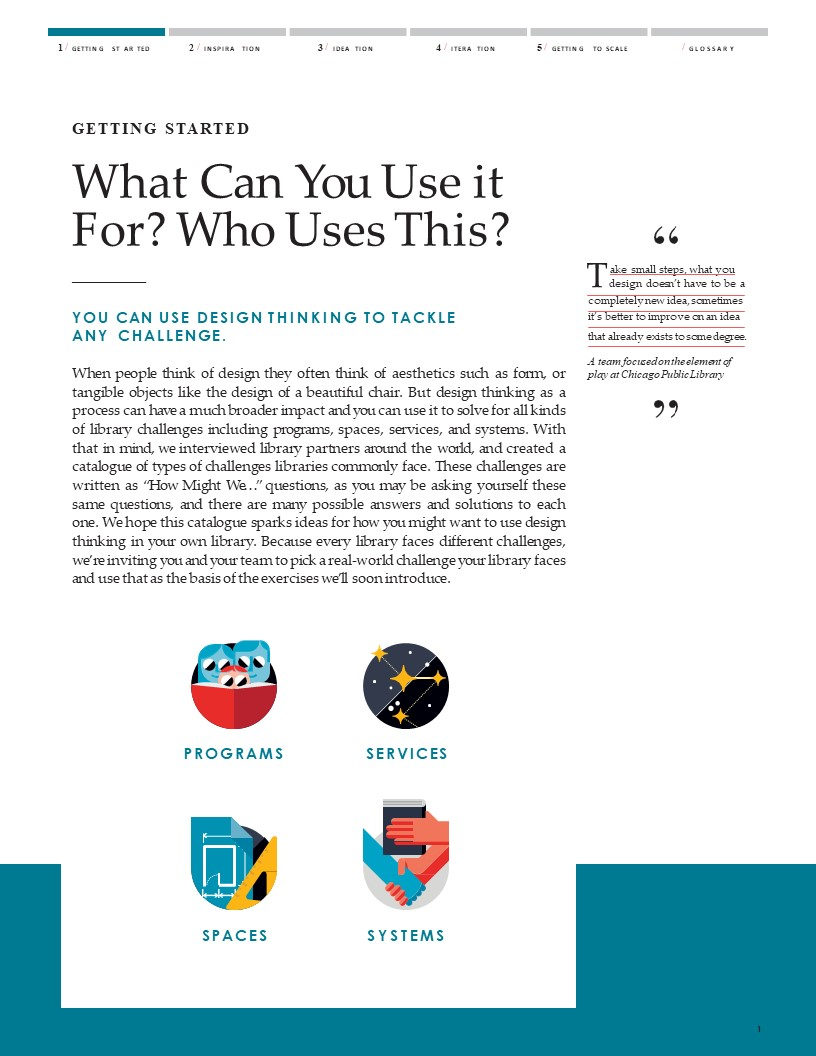 1 / GETTING STARTED
2 / INSPIRATION
3 / IDEATION
4 / ITERATION
5 / GETTING TO SCALE
/ GLOSSARY
GETTING STARTED
What Can You Use it
For? Who Uses This?
YOU CAN USE DESIGN THINKING TO TACKLE
ANY CHALLENGE.
When people think of design they often think of aesthetics such as form, or
tangible objects like the design of a beautiful chair. But design thinking as a
process can have a much broader impact and you can use it to solve for all kinds
of library challenges including programs, spaces, services, and systems. With
that in mind, we interviewed library partners around the world, and created a
catalogue of types of challenges libraries commonly face. These challenges are
written as “How Might We…” questions, as you may be asking yourself these
same questions, and there are many possible answers and solutions to each
one. We hope this catalogue sparks ideas for how you might want to use design
thinking in your own library. Because every library faces different challenges,
we’re inviting you and your team to pick a real-world challenge your library faces
and use that as the basis of the exercises we’ll soon introduce.
“
Take small steps, what you
design doesn’t have to be a
completely new idea, sometimes
it’s better to improve on an idea
that already exists to some degree.
A team focused on the element of
play at Chicago Public Library
”
PROGRAMS
SERVICES
SPACES
SYSTEMS
1